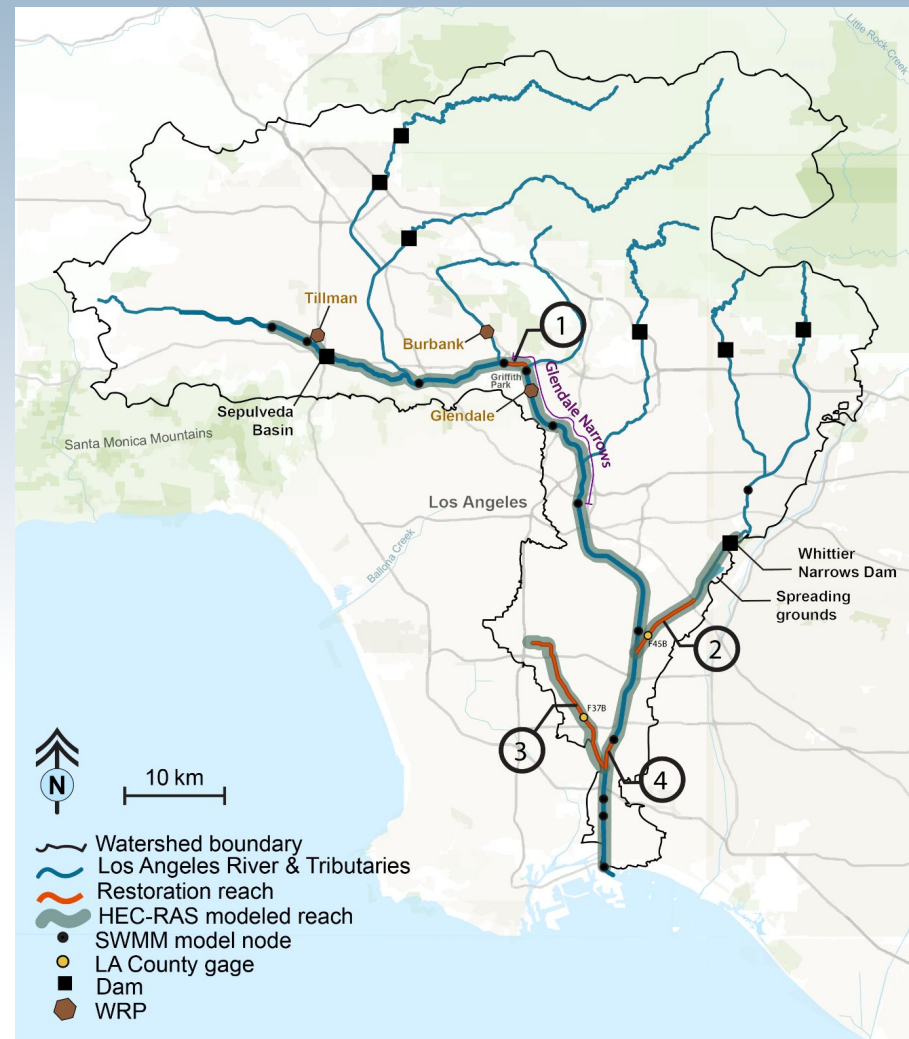 Little Rock Creek
Tillman
Burbank
1
Griffith
Park
Glendale Narrows
Glendale
Sepulveda
Basin
Santa Monica Mountains
Los Angeles
Ballona Creek
Whittier
Narrows Dam
Spreading
grounds
F45B
2
F37B
3
4
N
10 km
Watershed boundary
Los Angeles River & Tributaries
Restoration reach
HEC-RAS modeled reach
SWMM model node
LA County gage
Dam
WRP